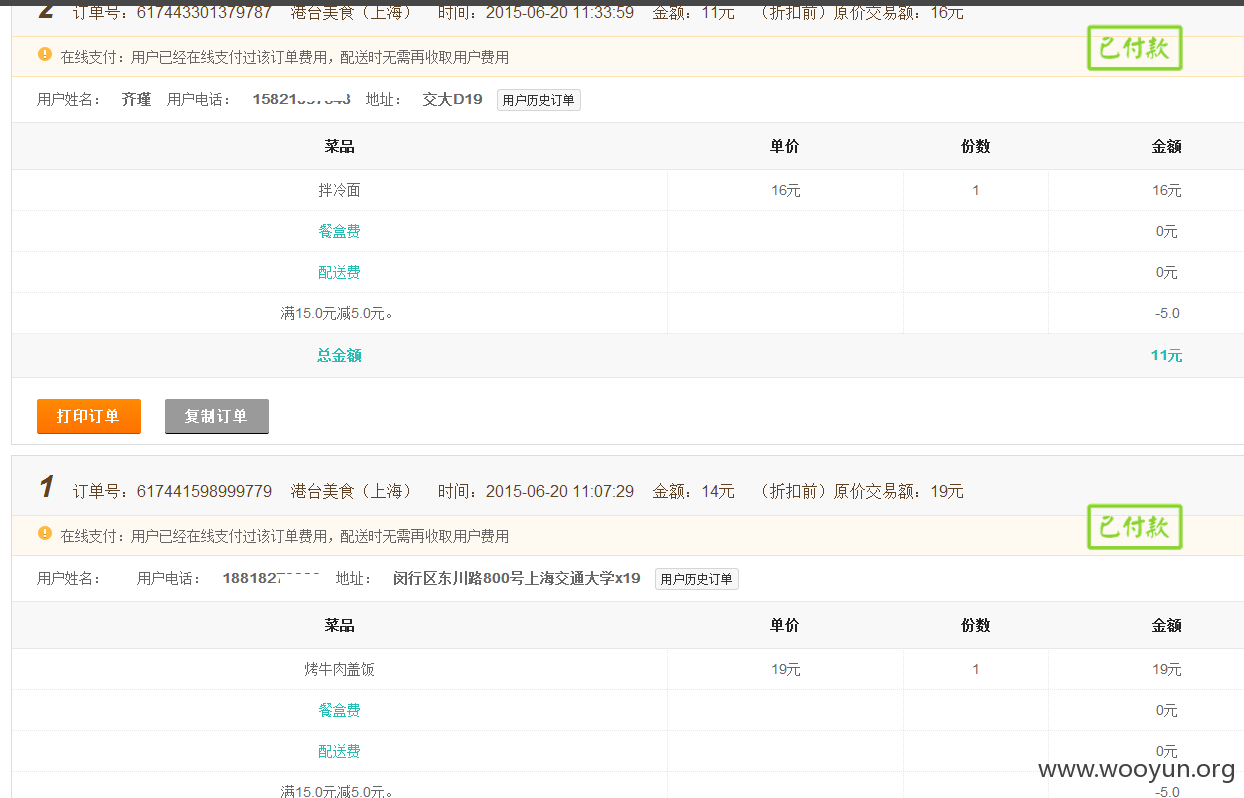 2 订单号：617443301379787 港台美食（上海） 时间：2015-06-20 11:33:59 金额：11元 （折扣前）原价交易额：16元
在线支付：用户已经在线支付过该订单费用，配送时无需再收取用户费用
已付款
用户姓名： 齐瑾 用户电话： 15821 地址： 交大D19 用户历史订单
菜品 单价 份数 金额
拌冷面 16元 1 16元
餐盒费 0元
配送费 0元
满15.0元减5.0元。 -5.0
总金额 11元
打印订单 复制订单
1 订单号：617441598999779 港台美食（上海） 时间：2015-06-20 11:07:29 金额：14元 （折扣前）原价交易额：19元
在线支付：用户已经在线支付过该订单费用，配送时无需再收取用户费用
已付款
用户姓名： 用户电话： 188182 地址： 闵行区东川路800号上海交通大学x19 用户历史订单
菜品 单价 份数 金额
烤牛肉盖饭 19元 1 19元
餐盒费 0元
配送费 0元
满15.0元减5.0元。 -5.0
www.wooyun.org